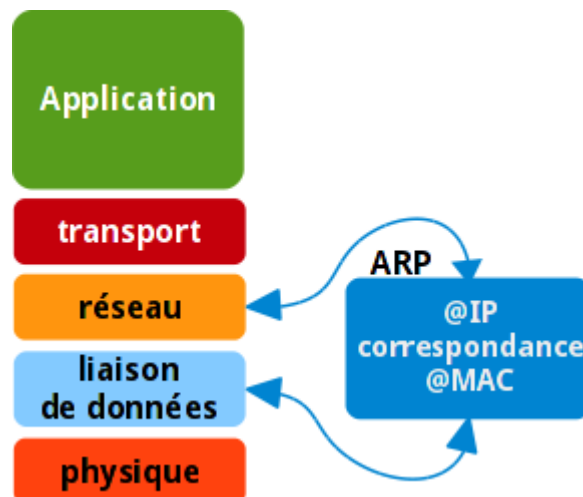 Application
transport
réseau
liaison
de données
physique
ARP
@IP
correspondance
@MAC